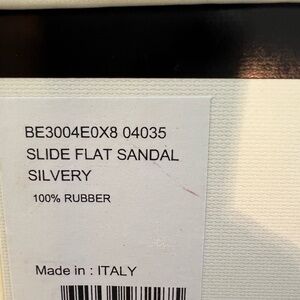 BE3004E0X8 04035
SLIDE FLAT SANDAL
SILVERY
100% RUBBER
Made in : ITALY